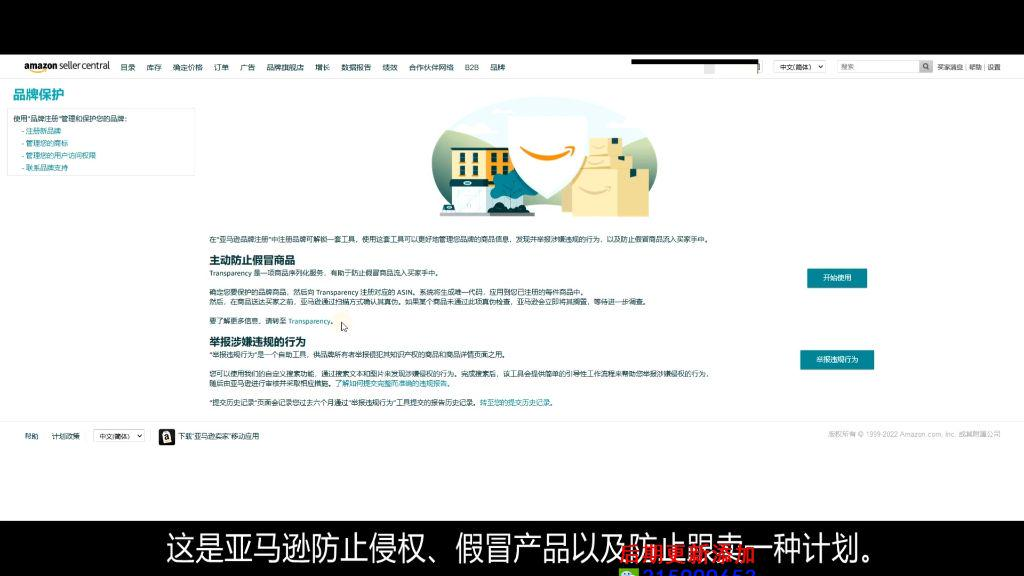 amazon seller central 目录 库存 确定价格 订单 广告 品牌旗舰店 增长 数据报告 绩效 合作伙伴网络 B2B 品牌 中文(简体) 搜索 买家消息 | 帮助 | 设置
品牌保护
使用"品牌注册"管理和保护您的品牌:
- 注册新品牌
- 管理您的商标
- 管理您的用户访问权限
- 联系品牌支持
在"亚马逊品牌注册"中注册品牌可解锁一套工具，使用这套工具可以更好地管理您品牌的商品信息，发现并举报涉嫌违规的行为，以及防止假冒商品流入买家手中。
主动防止假冒商品
Transparency 是一项商品序列化服务，有助于防止假冒商品流入买家手中。
开始使用
确定您要保护的品牌商品，然后向 Transparency 注册对应的 ASIN。系统将生成唯一代码，应用到您已注册的每件商品中。
然后，在商品送达买家之前，亚马逊通过扫描方式确认其真伪。如果某个商品未通过此项真伪检查，亚马逊会立即将其搁置，等待进一步调查。
要了解更多信息，请转至 Transparency。
举报涉嫌违规的行为
"举报违规行为"是一个自助工具，供品牌所有者举报侵犯其知识产权的商品和商品详情页面之用。
举报违规行为
您可以使用我们的自定义搜索功能，通过搜索文本和图片来发现涉嫌侵权的行为。完成搜索后，该工具会提供简单的引导性工作流程来帮助您举报涉嫌侵权的行为，
随后由亚马逊进行审核并采取相应措施。了解如何提交完整而准确的违规报告。
"提交历史记录"页面会记录您过去六个月通过"举报违规行为"工具提交的报告历史记录。转至您的提交历史记录。
帮助 计划政策 中文(简体) a 下载"亚马逊卖家"移动应用 版权所有 © 1999-2022 Amazon.com, Inc. 或其附属公司
这是亚马逊防止侵权、假冒产品以及防止跟卖一种计划。
后期更新添加